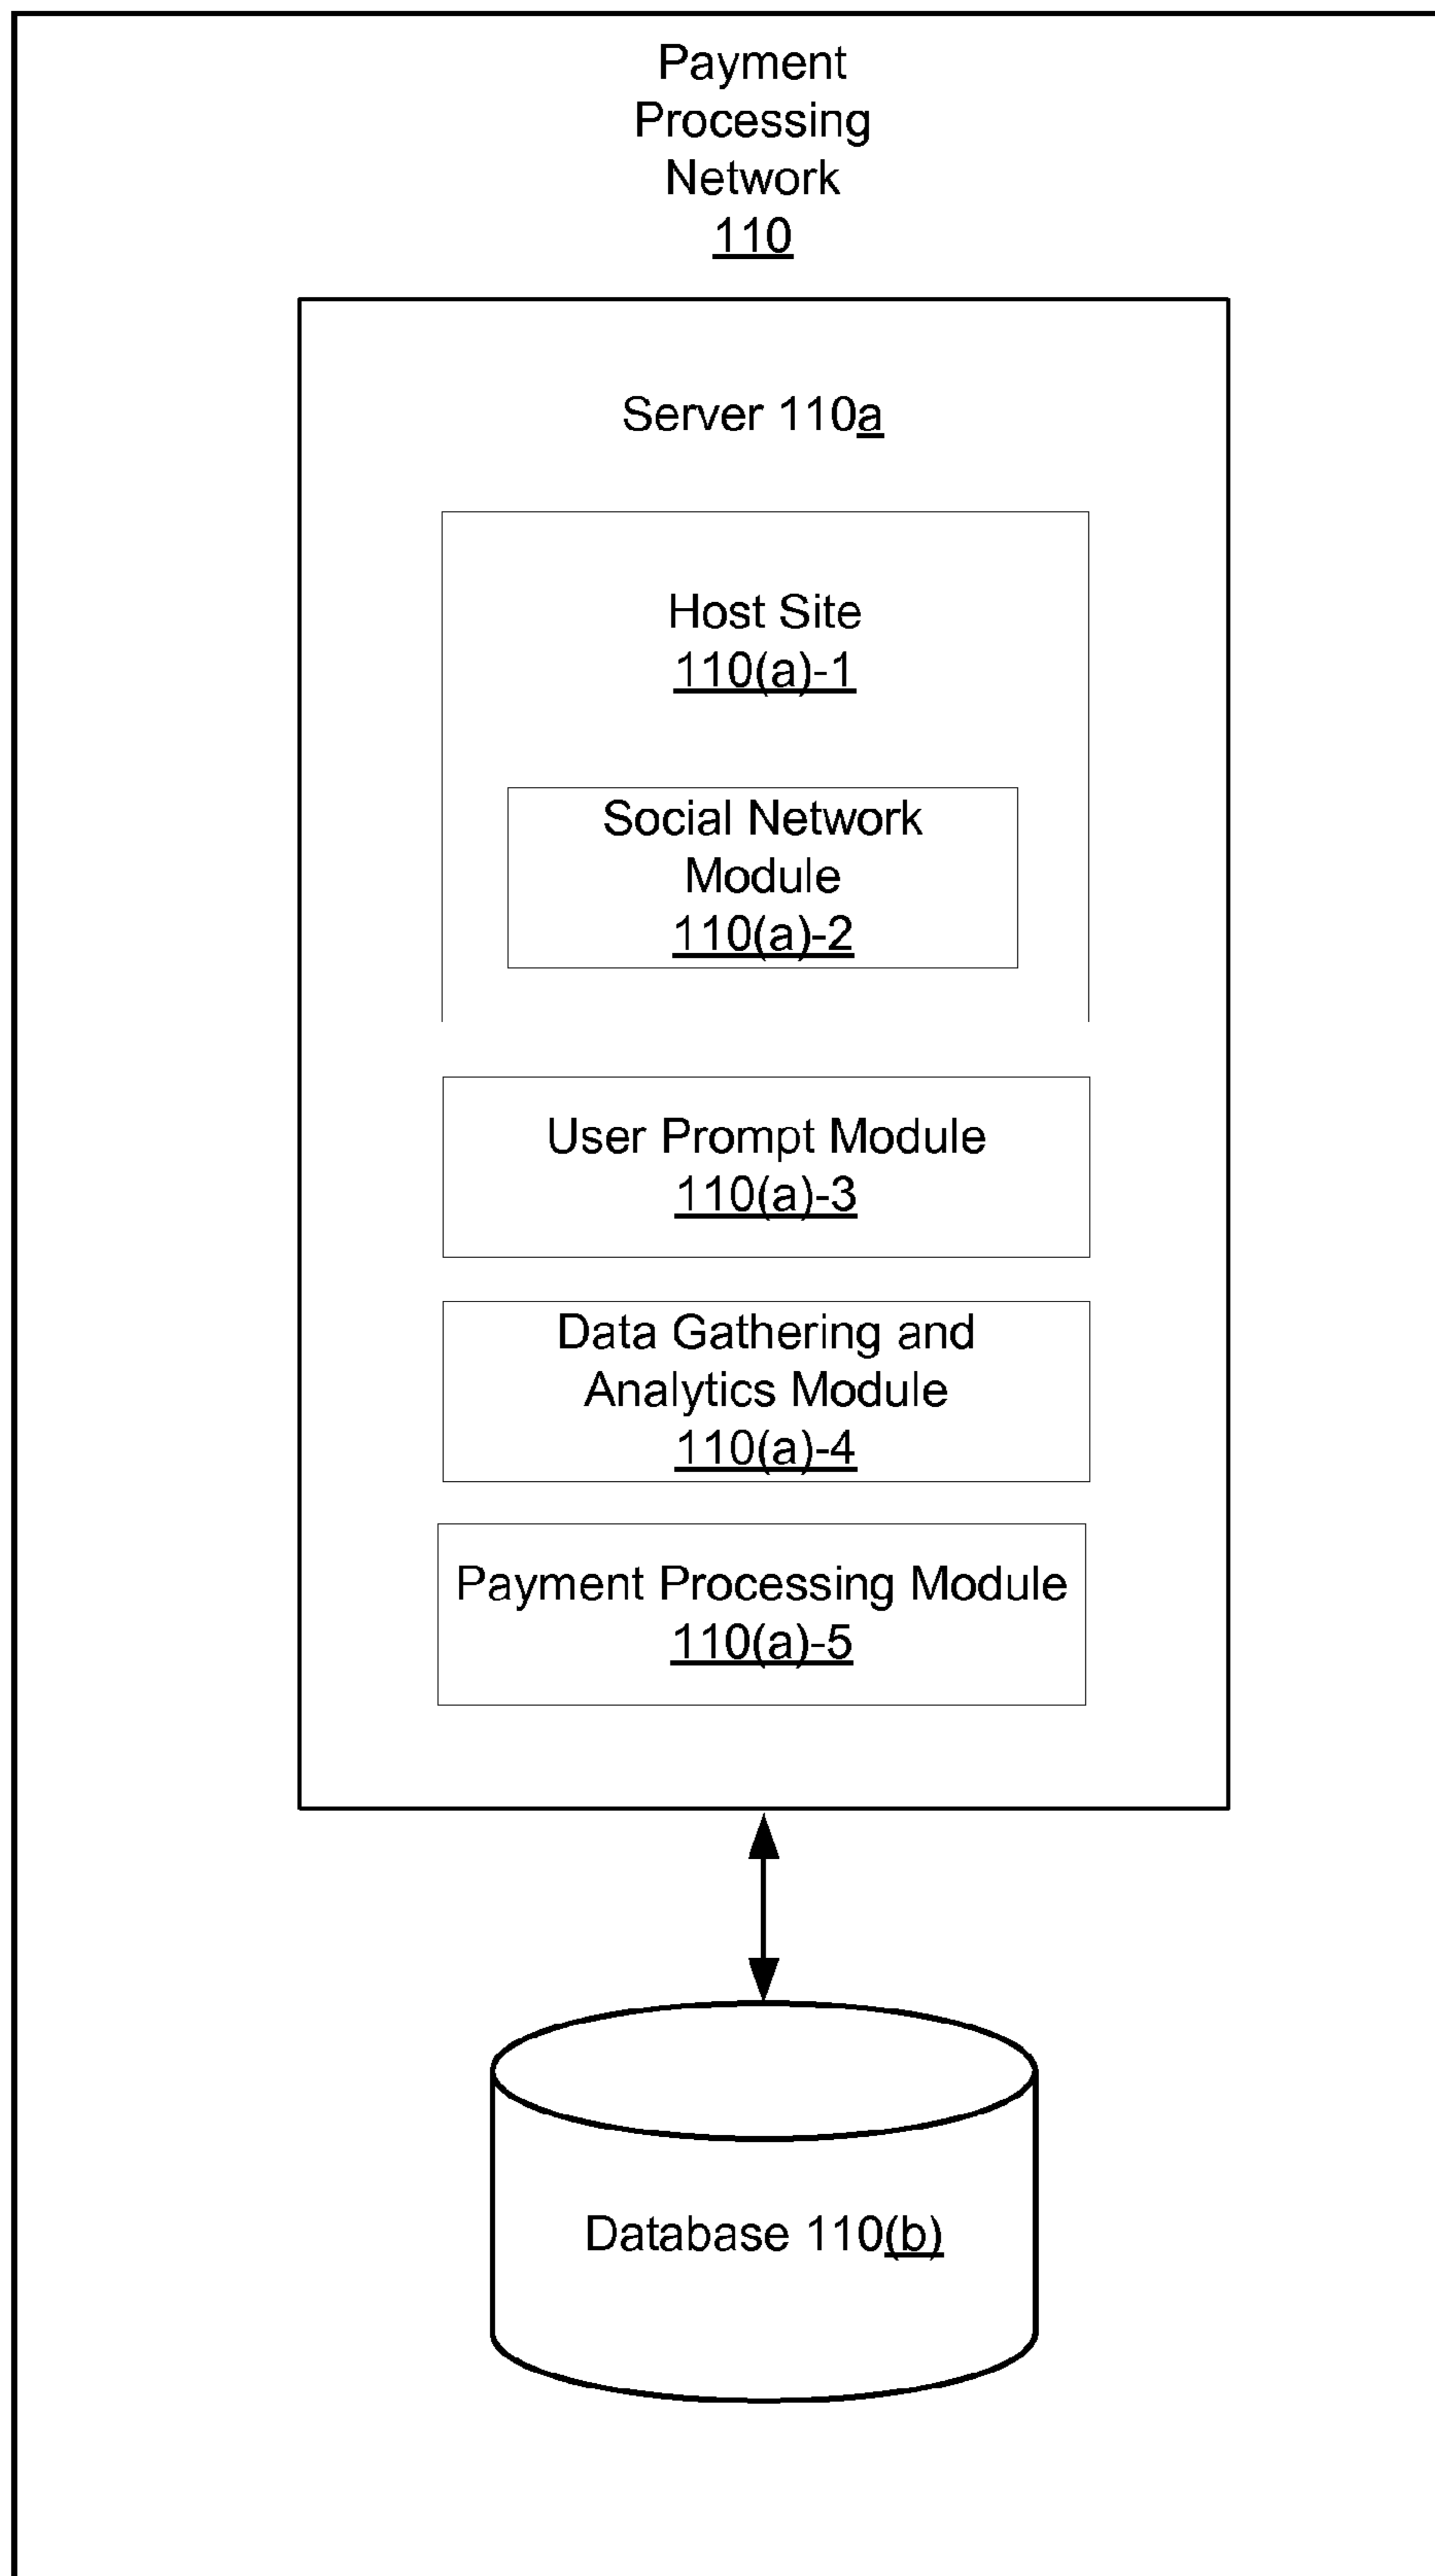 Payment
Processing
Network
110
Server 110a
Host Site
110(a)-1
Social Network
Module
110(a)-2
User Prompt Module
110(a)-3
Data Gathering and
Analytics Module
110(a)-4
Payment Processing Module
110(a)-5
Database 110(b)